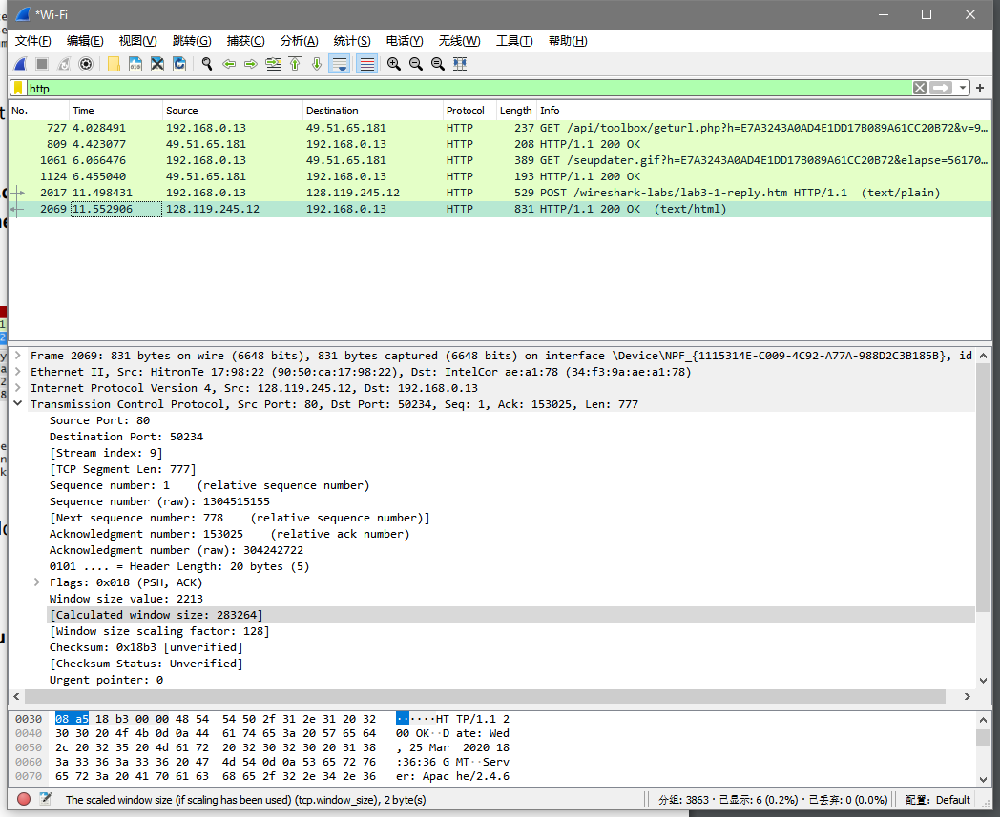 *Wi-Fi
文件(F) 编辑(E) 视图(V) 跳转(G) 捕获(C) 分析(A) 统计(S) 电话(Y) 无线(W) 工具(T) 帮助(H)
http
No. Time Source Destination Protocol Length Info
727 4.028491 192.168.0.13 49.51.65.181 HTTP 237 GET /api/toolbox/geturl.php?h=E7A3243A0AD4E1DD17B089A61CC20B72&v=9…
809 4.423077 49.51.65.181 192.168.0.13 HTTP 208 HTTP/1.1 200 OK
1061 6.066476 192.168.0.13 49.51.65.181 HTTP 389 GET /seupdater.gif?h=E7A3243A0AD4E1DD17B089A61CC20B72&elapse=56170…
1124 6.455040 49.51.65.181 192.168.0.13 HTTP 193 HTTP/1.1 200 OK
2017 11.498431 192.168.0.13 128.119.245.12 HTTP 529 POST /wireshark-labs/lab3-1-reply.htm HTTP/1.1 (text/plain)
2069 11.552906 128.119.245.12 192.168.0.13 HTTP 831 HTTP/1.1 200 OK (text/html)
Frame 2069: 831 bytes on wire (6648 bits), 831 bytes captured (6648 bits) on interface \Device\NPF_{1115314E-C009-4C92-A77A-988D2C3B185B}, id
Ethernet II, Src: HitronTe_17:98:22 (90:50:ca:17:98:22), Dst: IntelCor_ae:a1:78 (34:f3:9a:ae:a1:78)
Internet Protocol Version 4, Src: 128.119.245.12, Dst: 192.168.0.13
Transmission Control Protocol, Src Port: 80, Dst Port: 50234, Seq: 1, Ack: 153025, Len: 777
Source Port: 80
Destination Port: 50234
[Stream index: 9]
[TCP Segment Len: 777]
Sequence number: 1 (relative sequence number)
Sequence number (raw): 1304515155
[Next sequence number: 778 (relative sequence number)]
Acknowledgment number: 153025 (relative ack number)
Acknowledgment number (raw): 304242722
0101 .... = Header Length: 20 bytes (5)
Flags: 0x018 (PSH, ACK)
Window size value: 2213
[Calculated window size: 283264]
[Window size scaling factor: 128]
Checksum: 0x18b3 [unverified]
[Checksum Status: Unverified]
Urgent pointer: 0
0030 08 a5 18 b3 00 00 48 54 54 50 2f 31 2e 31 20 32 ······HT TP/1.1 2
0040 30 30 20 4f 4b 0d 0a 44 61 74 65 3a 20 57 65 64 00 OK··D ate: Wed
0050 2c 20 32 35 20 4d 61 72 20 32 30 32 30 20 31 38 , 25 Mar 2020 18
0060 3a 33 36 3a 33 36 20 47 4d 54 0d 0a 53 65 72 76 :36:36 G MT··Serv
0070 65 72 3a 20 41 70 61 63 68 65 2f 32 2e 34 2e 36 er: Apac he/2.4.6
The scaled window size (if scaling has been used) (tcp.window_size), 2 byte(s) 分组: 3863 · 已显示: 6 (0.2%) · 已丢弃: 0 (0.0%) 配置: Default